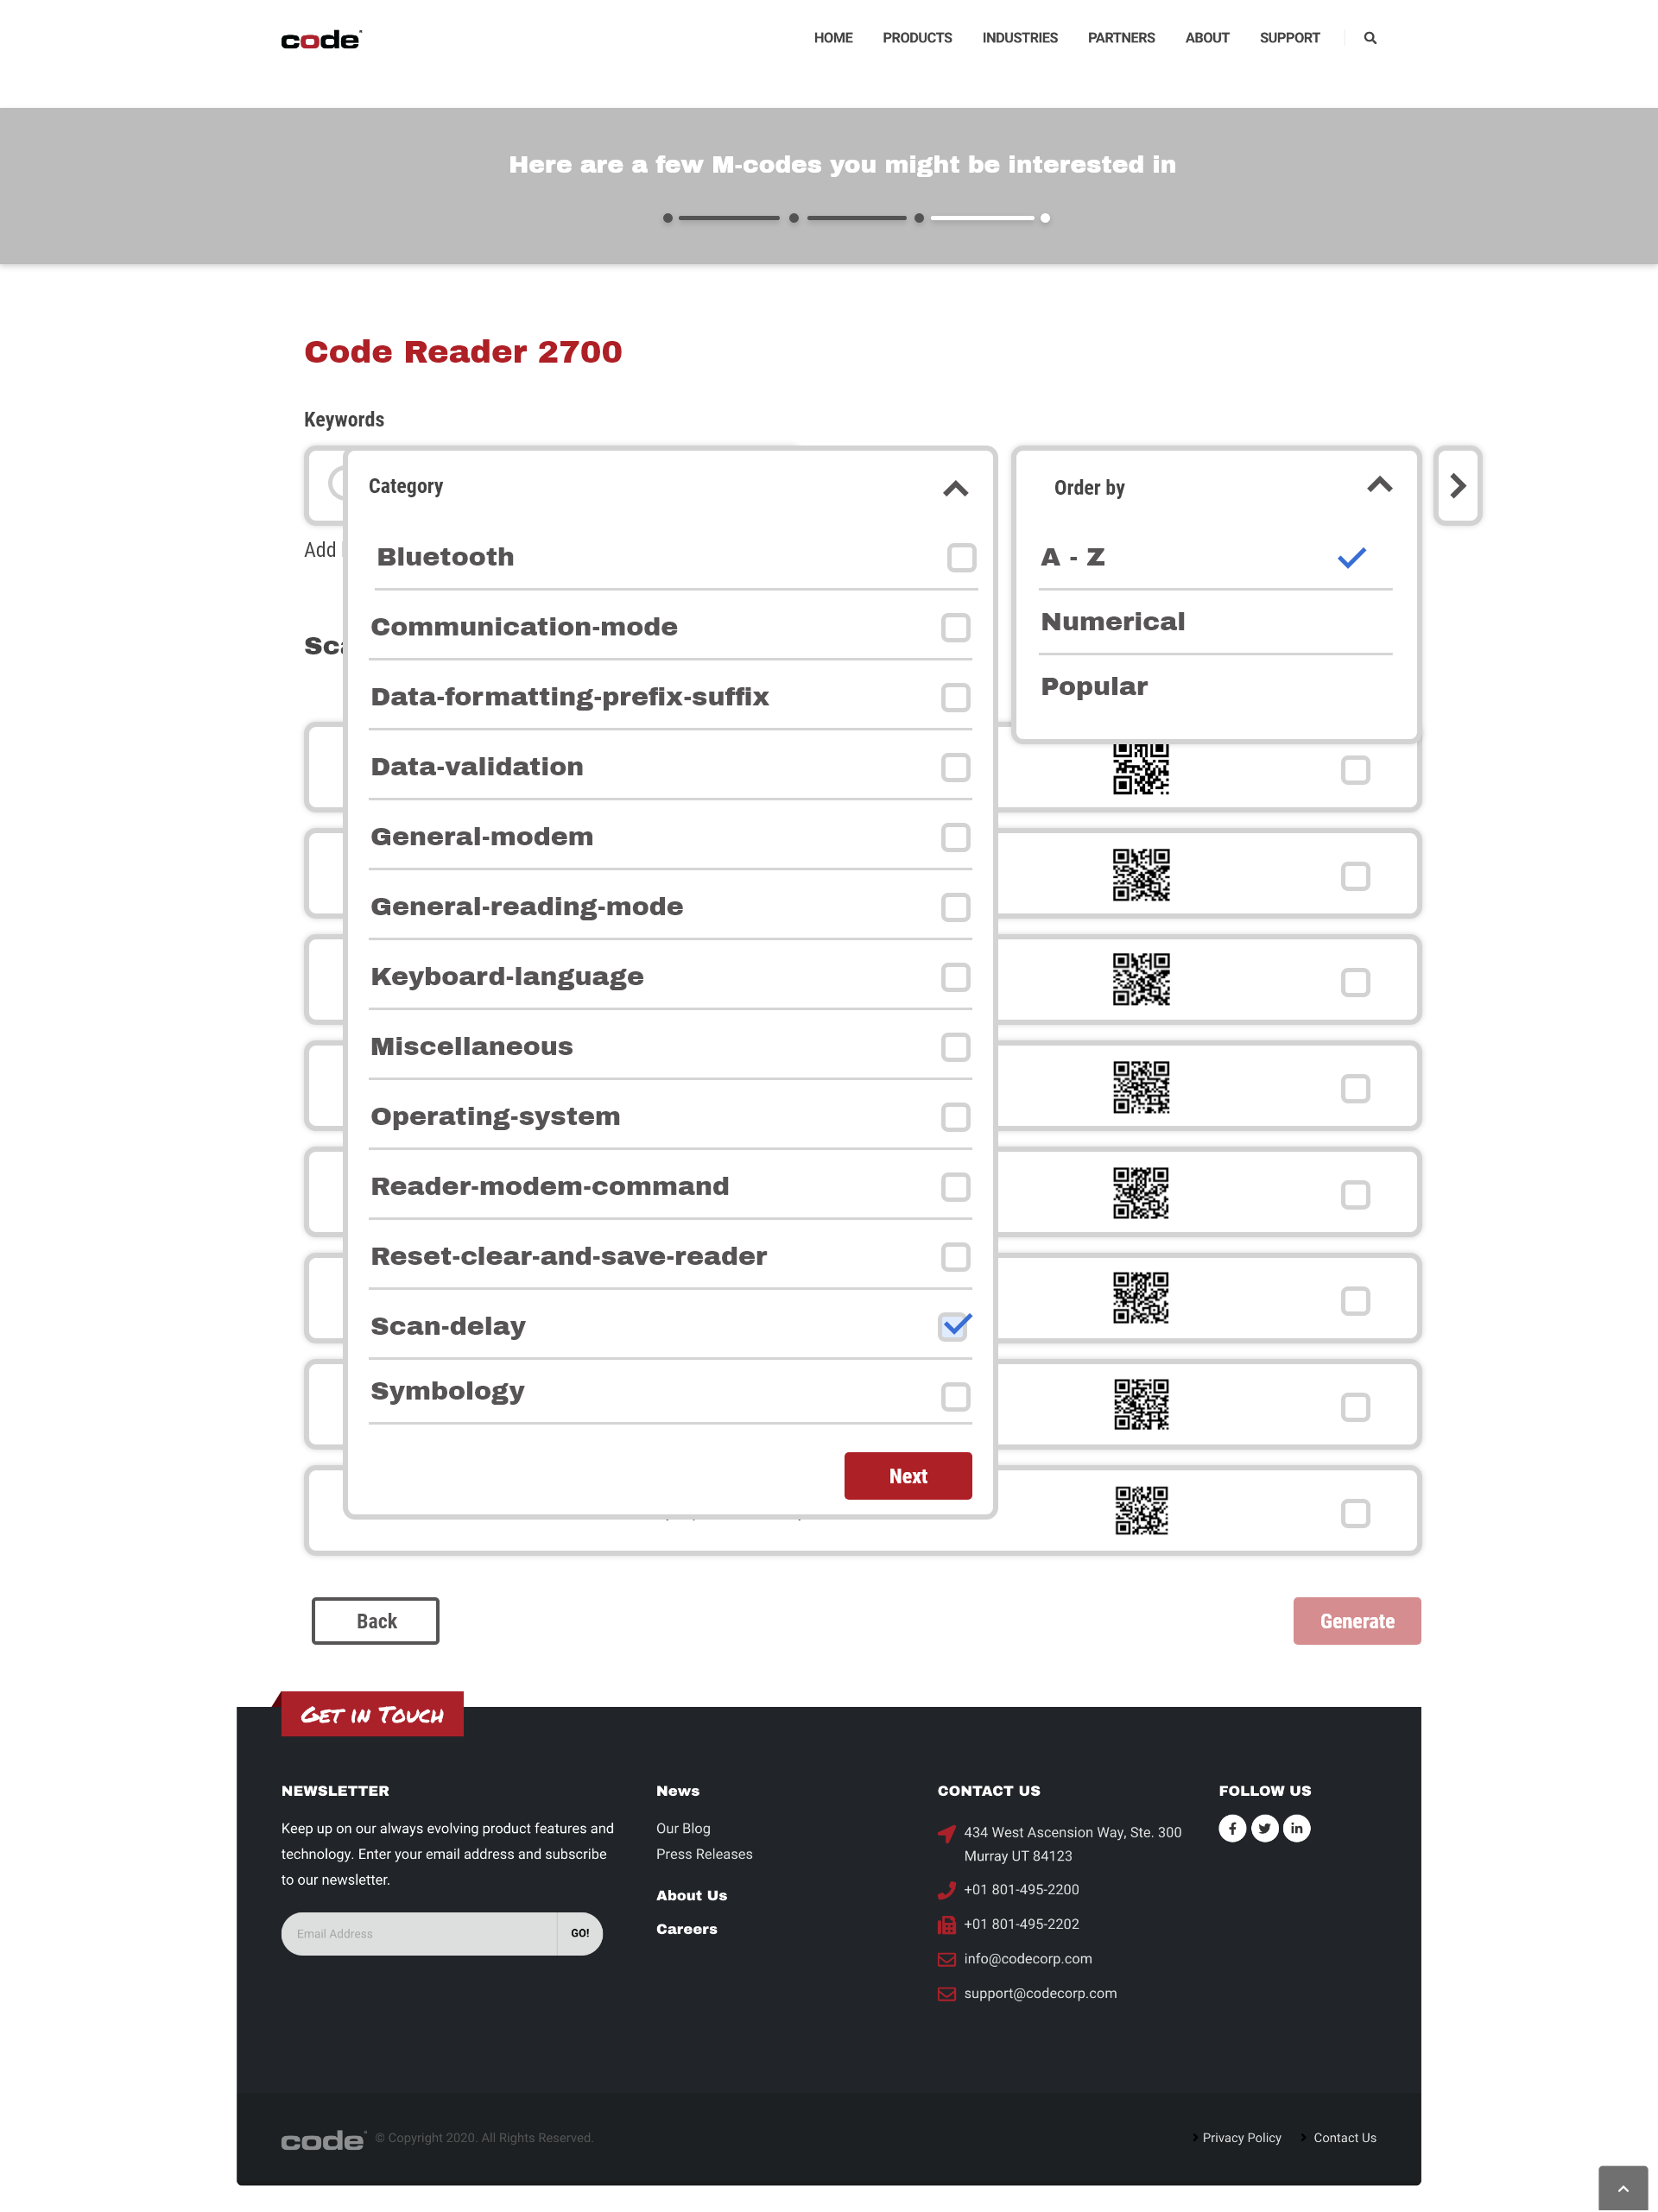 code
HOME PRODUCTS INDUSTRIES PARTNERS ABOUT SUPPORT
Here are a few M-codes you might be interested in
Code Reader 2700
Keywords
Category
Order by
Add
Bluetooth
A - Z
Communication-mode
Numerical
Data-formatting-prefix-suffix
Popular
Data-validation
General-modem
General-reading-mode
Keyboard-language
Miscellaneous
Operating-system
Reader-modem-command
Reset-clear-and-save-reader
Scan-delay
Symbology
Next
Back
Generate
GET IN TOUCH
NEWSLETTER
Keep up on our always evolving product features and
technology. Enter your email address and subscribe
to our newsletter.
Email Address GO!
News
Our Blog
Press Releases
About Us
Careers
CONTACT US
434 West Ascension Way, Ste. 300
Murray UT 84123
+01 801-495-2200
+01 801-495-2202
info@codecorp.com
support@codecorp.com
FOLLOW US
code © Copyright 2020. All Rights Reserved.
Privacy Policy Contact Us